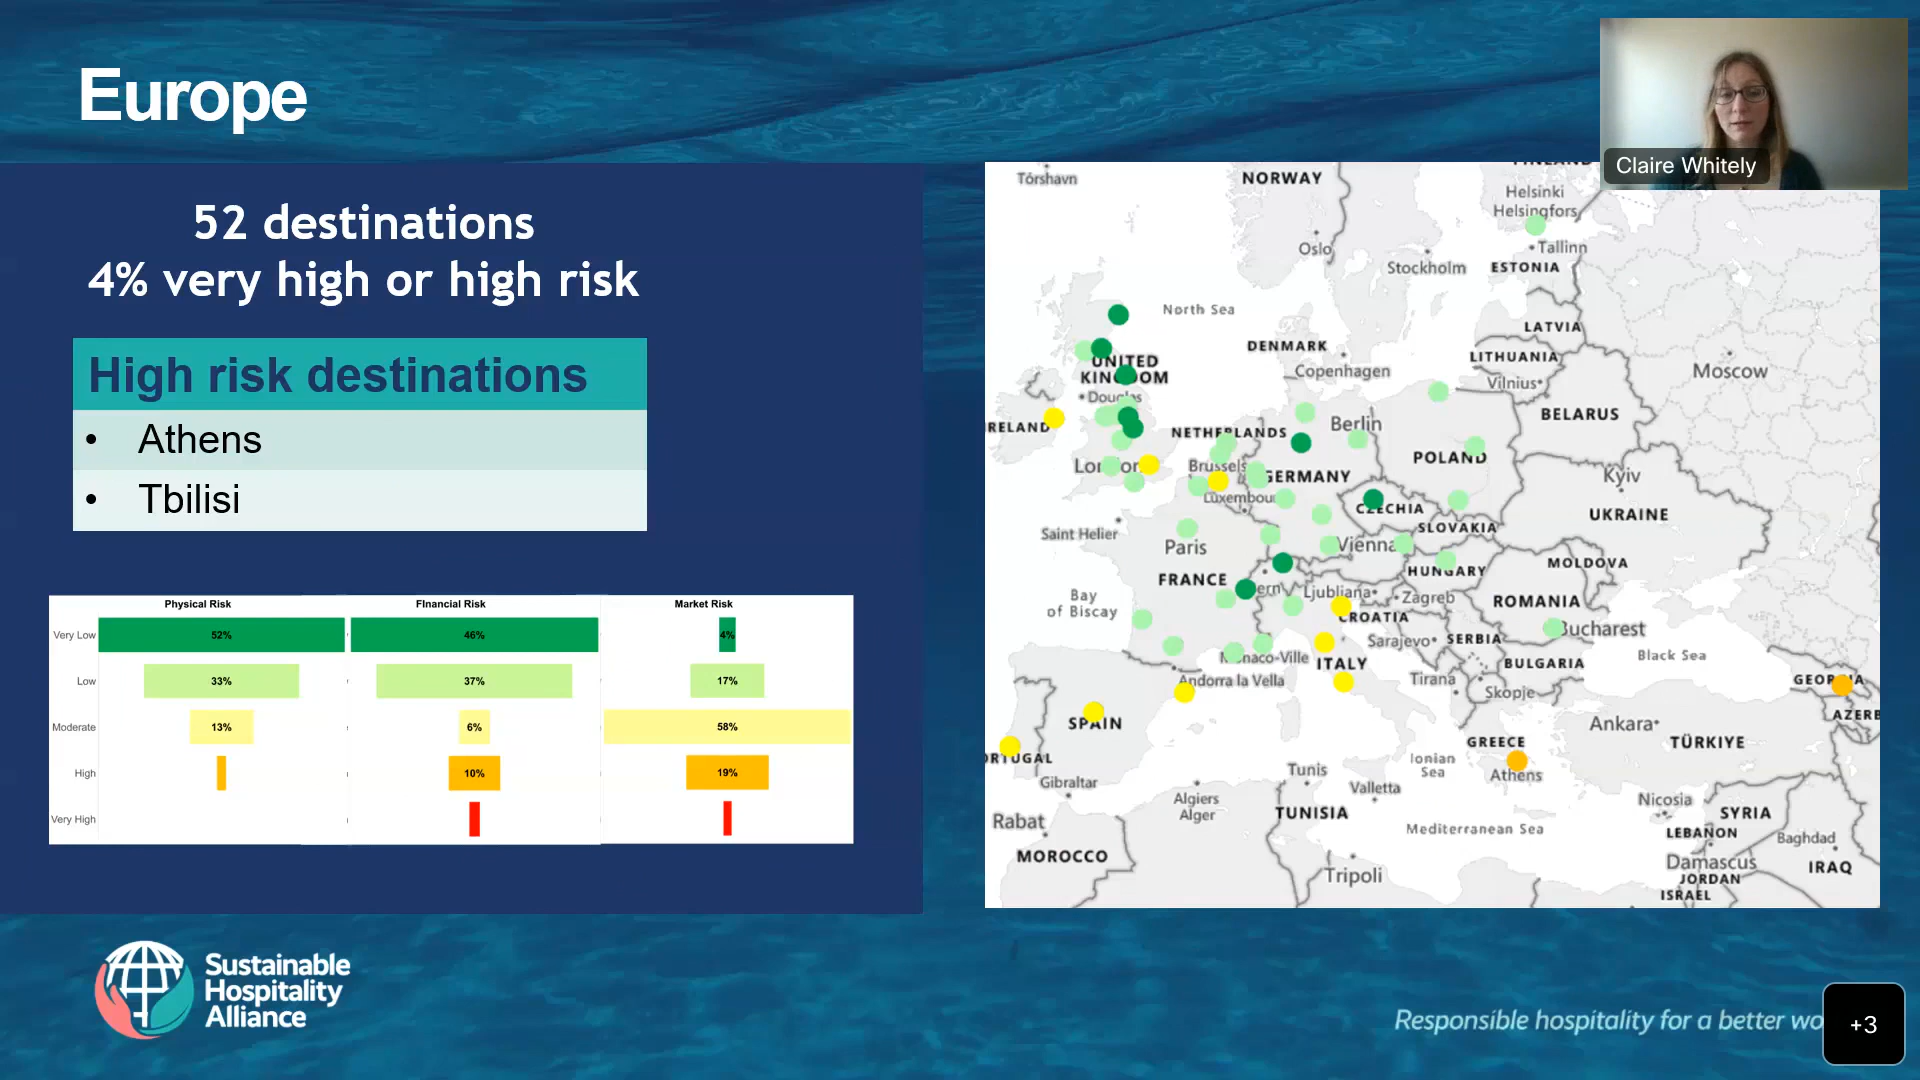 Europe
Claire Whitely
52 destinations
4% very high or high risk
High risk destinations
• Athens
• Tbilisi
Physical Risk
FInancial Risk
Market Risk
Very Low
52%
46%
4%
Low
33%
37%
17%
Moderate
13%
6%
58%
High
10%
19%
Very High
Tórshavn
NORWAY
Helsinki
Helsingfors
Oslo
Tallinn
Stockholm
ESTONIA
North Sea
LATVIA
DENMARK
LITHUANIA
UNITED
KINGDOM
Copenhagen
Moscow
Vilnius
Douglas
BELARUS
IRELAND
NETHERLANDS
Berlin
London
Brussels
GERMANY
POLAND
Kyiv
Luxembou
CZECHIA
UKRAINE
SLOVAKIA
Saint Helier
Paris
Vienna
MOLDOVA
FRANCE
HUNGARY
Bay
of Biscay
Bern
Ljubljana
Zagreb
ROMANIA
CROATIA
Bucharest
Sarajevo
SERBIA
Monaco-Ville
ITALY
BULGARIA
Black Sea
Andorra la Vella
Tirana
Skopje
GEORGIA
SPAIN
Ankara
AZERB
GREECE
TÜRKIYE
PORTUGAL
Ionian
Sea
Athens
Gibraltar
Tunis
Valletta
Algiers
Alger
Nicosia
SYRIA
Rabat
TUNISIA
Mediterranean Sea
LEBANON
Baghdad
MOROCCO
Damascus
IRAQ
Tripoli
JORDAN
ISRAEL
Sustainable
Hospitality
Alliance
Responsible hospitality for a better wo
+3